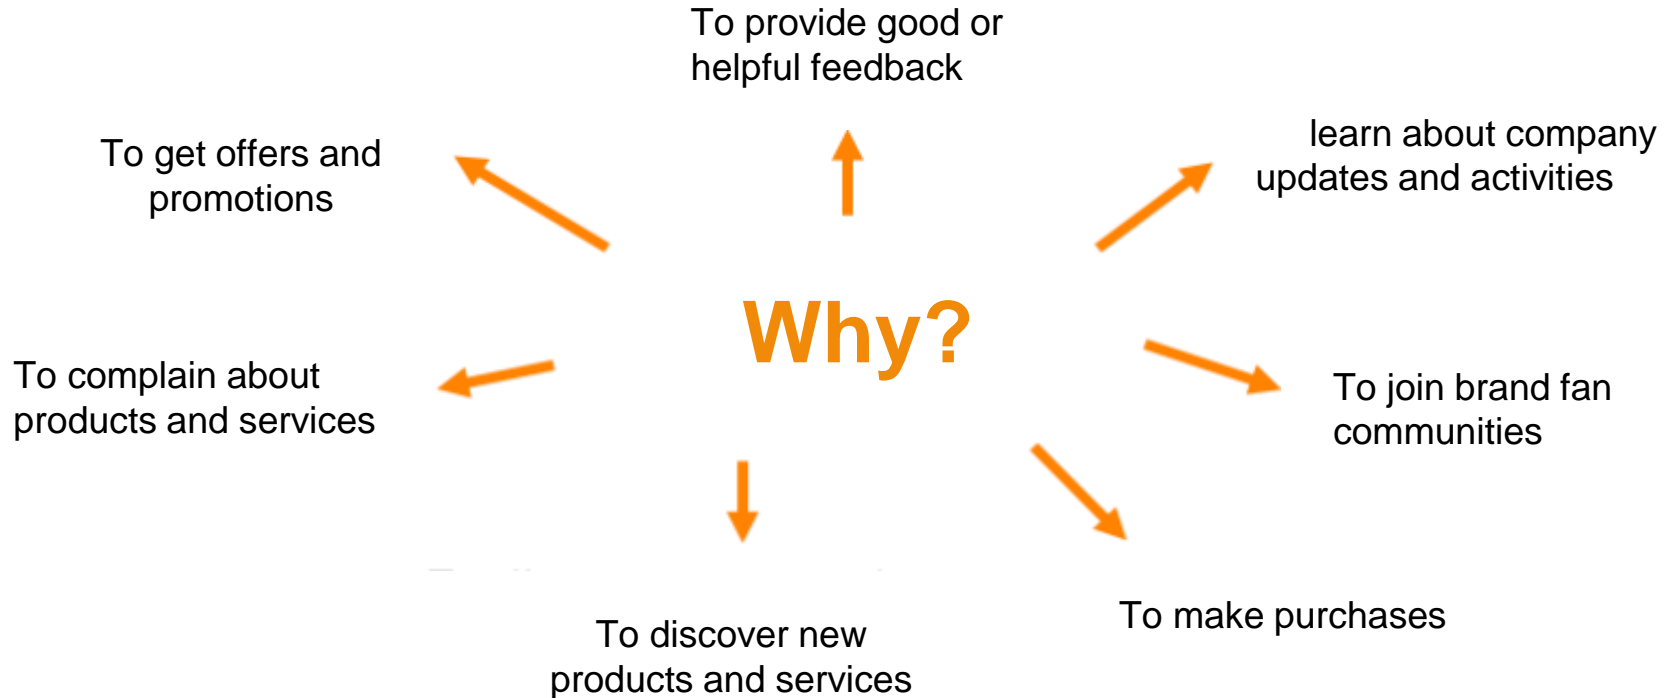 To provide good or
helpful feedback
To get offers and
promotions
learn about company
updates and activities
Why?
To complain about
products and services
To join brand fan
communities
To make purchases
To discover new
products and services